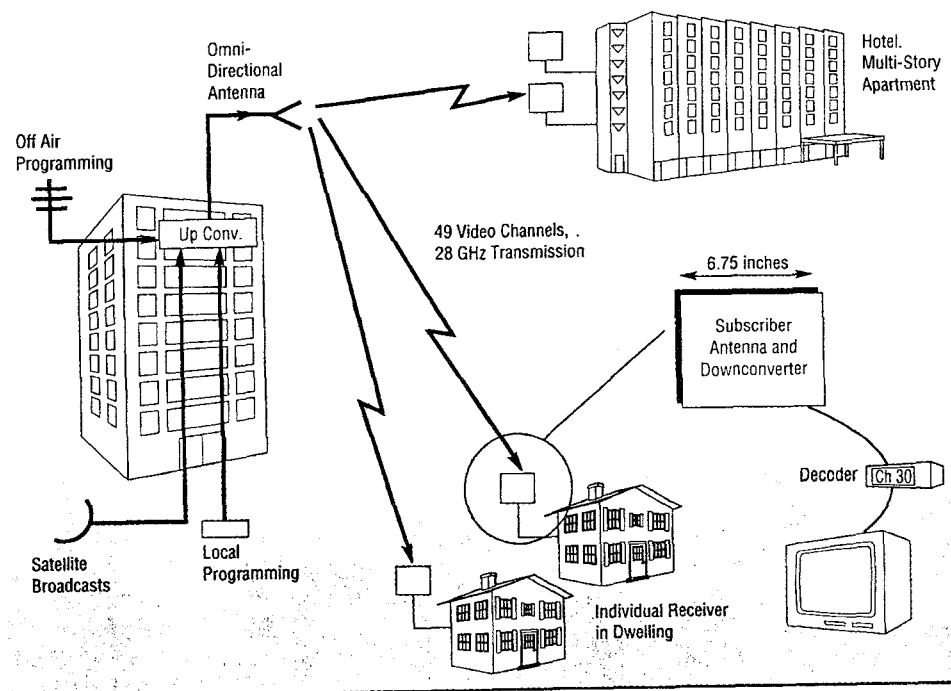 Omni-
Directional
Antenna
Hotel.
Multi-Story
Apartment
Off Air
Programming
Up Conv.
49 Video Channels, .
28 GHz Transmission
6.75 inches
Subscriber
Antenna and
Downconverter
Decoder
Ch 30
Satellite
Broadcasts
Local
Programming
Individual Receiver
in Dwelling